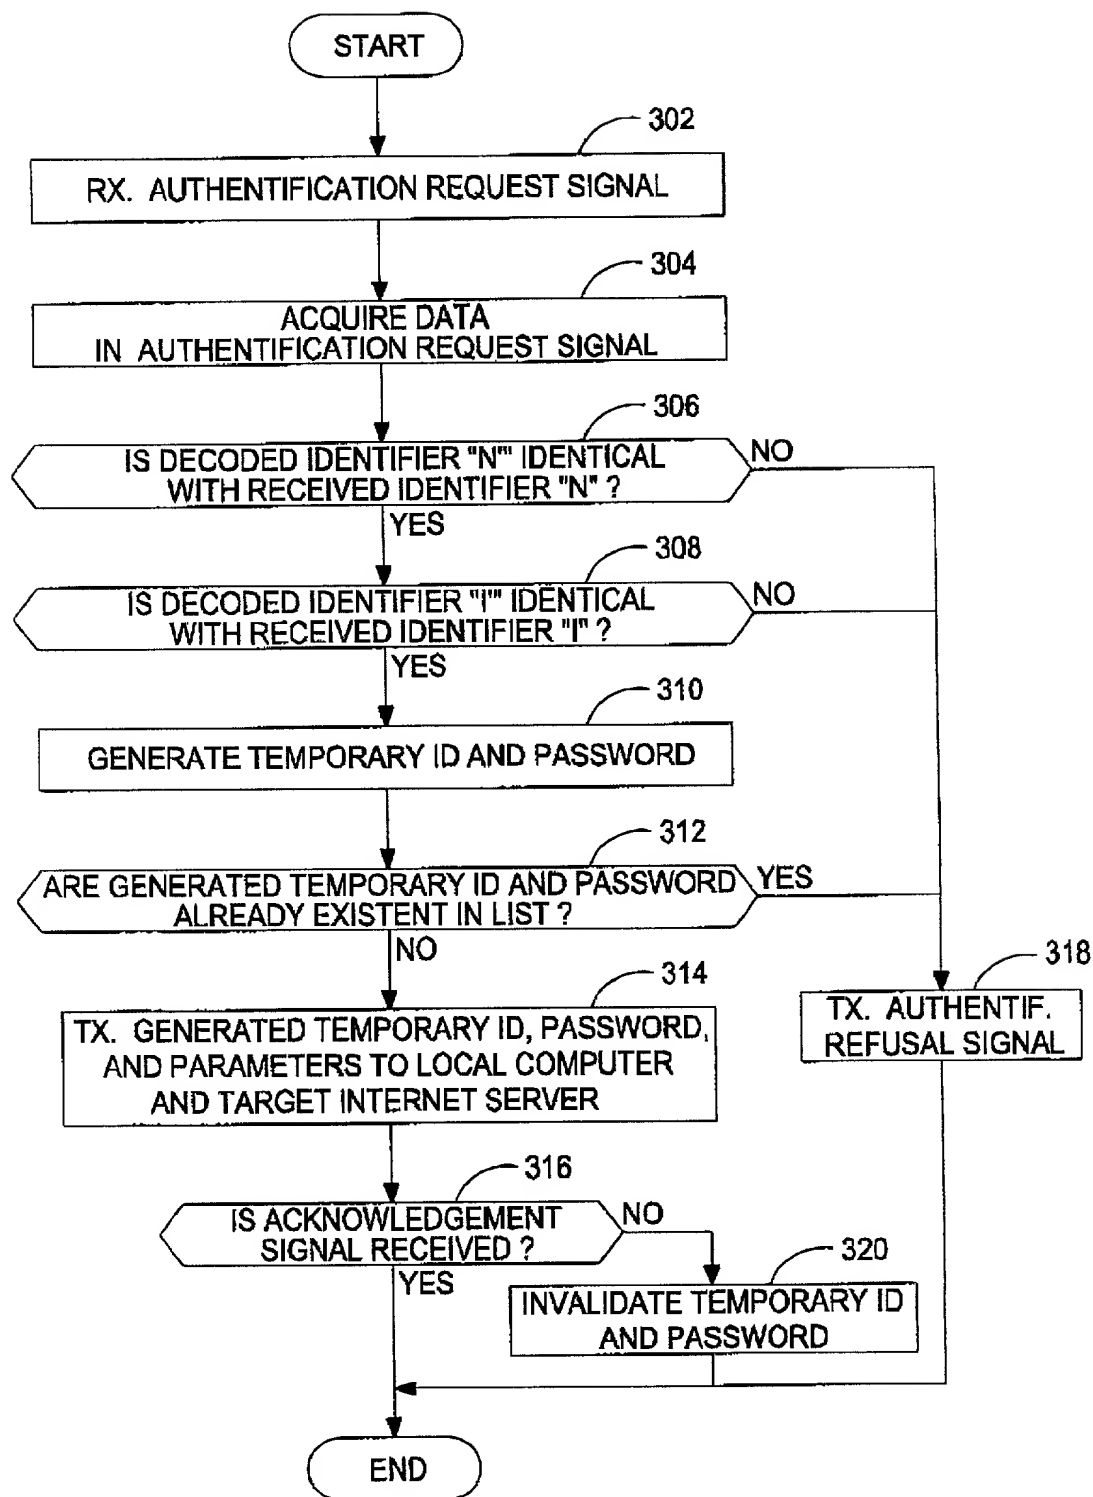 START
302
RX. AUTHENTIFICATION REQUEST SIGNAL
304
ACQUIRE DATA
IN AUTHENTIFICATION REQUEST SIGNAL
306
IS DECODED IDENTIFIER "N'" IDENTICAL
WITH RECEIVED IDENTIFIER "N" ?
NO
YES
308
IS DECODED IDENTIFIER "I'" IDENTICAL
WITH RECEIVED IDENTIFIER "I" ?
NO
YES
310
GENERATE TEMPORARY ID AND PASSWORD
312
ARE GENERATED TEMPORARY ID AND PASSWORD
ALREADY EXISTENT IN LIST ?
YES
NO
314
TX. GENERATED TEMPORARY ID, PASSWORD,
AND PARAMETERS TO LOCAL COMPUTER
AND TARGET INTERNET SERVER
318
TX. AUTHENTIF.
REFUSAL SIGNAL
316
IS ACKNOWLEDGEMENT
SIGNAL RECEIVED ?
NO
YES
320
INVALIDATE TEMPORARY ID
AND PASSWORD
END